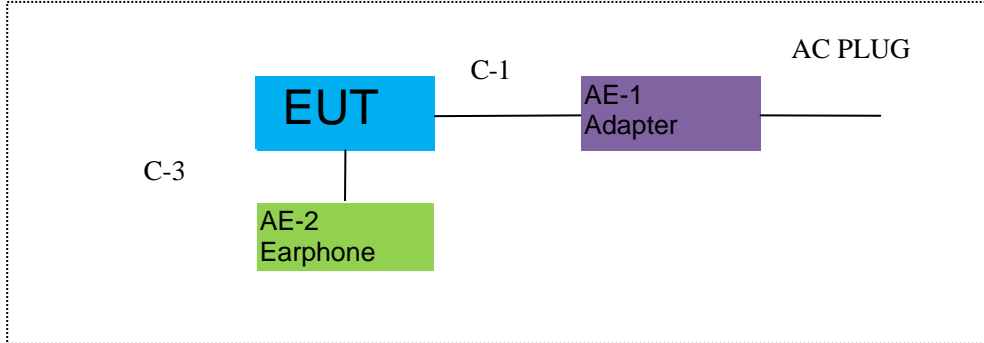 AC PLUG
C-1
EUT
AE-1
Adapter
C-3
AE-2
Earphone